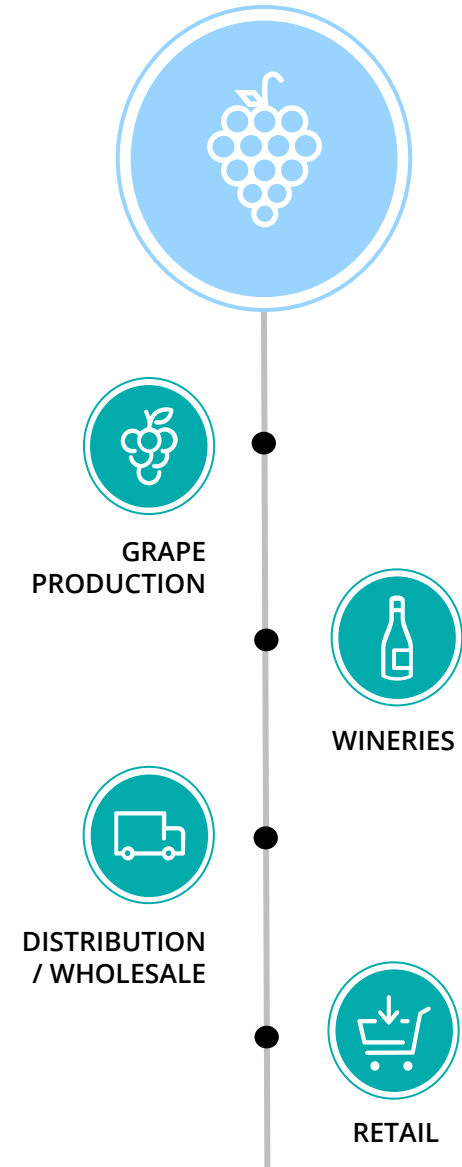 GRAPE
PRODUCTION
WINERIES
DISTRIBUTION
/ WHOLESALE
RETAIL